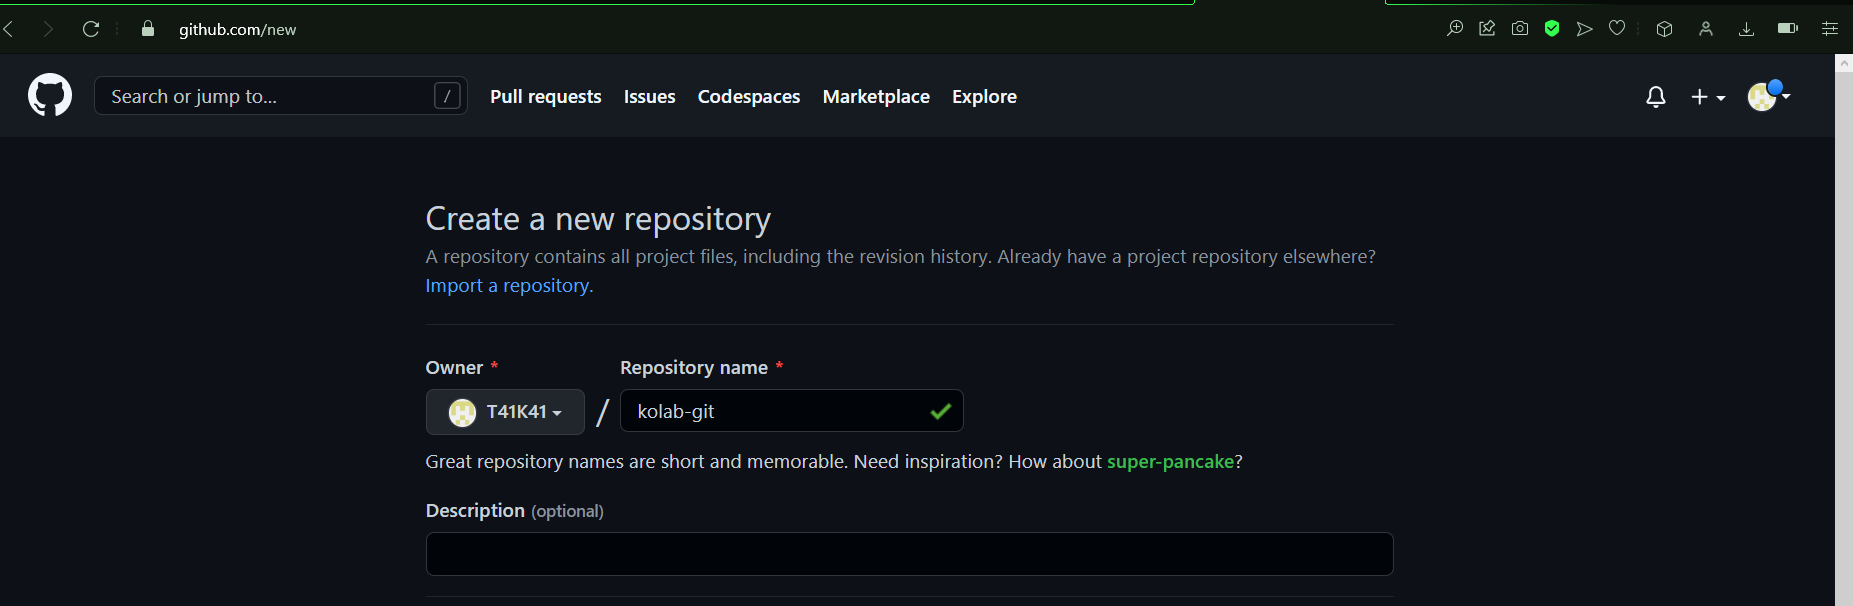 github.com/new
Search or jump to... /
Pull requests Issues Codespaces Marketplace Explore
Create a new repository
A repository contains all project files, including the revision history. Already have a project repository elsewhere?
Import a repository.
Owner * Repository name *
T41K41 / kolab-git
Great repository names are short and memorable. Need inspiration? How about super-pancake?
Description (optional)